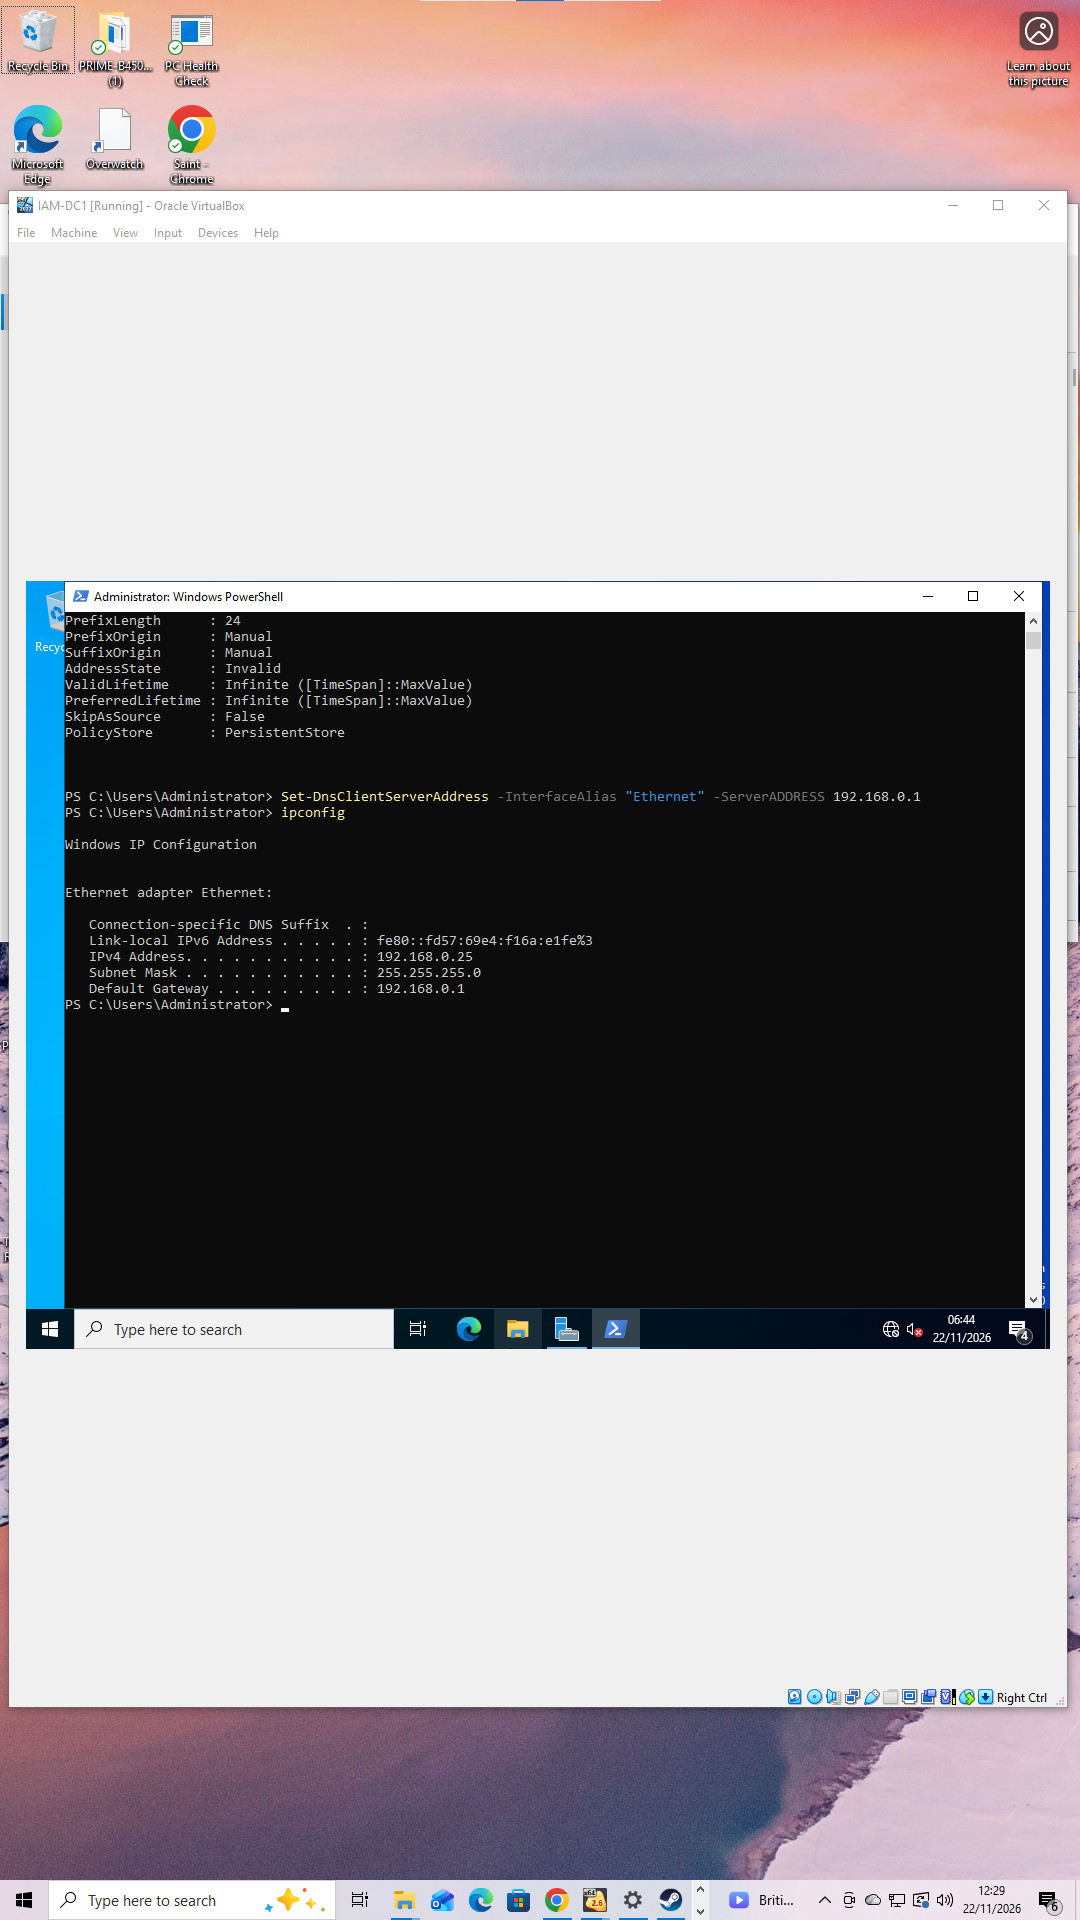 Recycle Bin
PRIME-B450...
(1)
PC Health
Check
Learn about
this picture
Microsoft
Edge
Overwatch
Saint -
Chrome
IAM-DC1 [Running] - Oracle VirtualBox
File Machine View Input Devices Help
Administrator: Windows PowerShell
Recyc
PrefixLength : 24
PrefixOrigin : Manual
SuffixOrigin : Manual
AddressState : Invalid
ValidLifetime : Infinite ([TimeSpan]::MaxValue)
PreferredLifetime : Infinite ([TimeSpan]::MaxValue)
SkipAsSource : False
PolicyStore : PersistentStore
PS C:\Users\Administrator> Set-DnsClientServerAddress -InterfaceAlias "Ethernet" -ServerADDRESS 192.168.0.1
PS C:\Users\Administrator> ipconfig
Windows IP Configuration
Ethernet adapter Ethernet:
Connection-specific DNS Suffix . :
Link-local IPv6 Address . . . . . : fe80::fd57:69e4:f16a:e1fe%3
IPv4 Address. . . . . . . . . . . : 192.168.0.25
Subnet Mask . . . . . . . . . . . : 255.255.255.0
Default Gateway . . . . . . . . . : 192.168.0.1
PS C:\Users\Administrator>
Type here to search
06:44
22/11/2026
4
Right Ctrl
Type here to search
x64
2.6
Briti...
12:29
22/11/2026
6